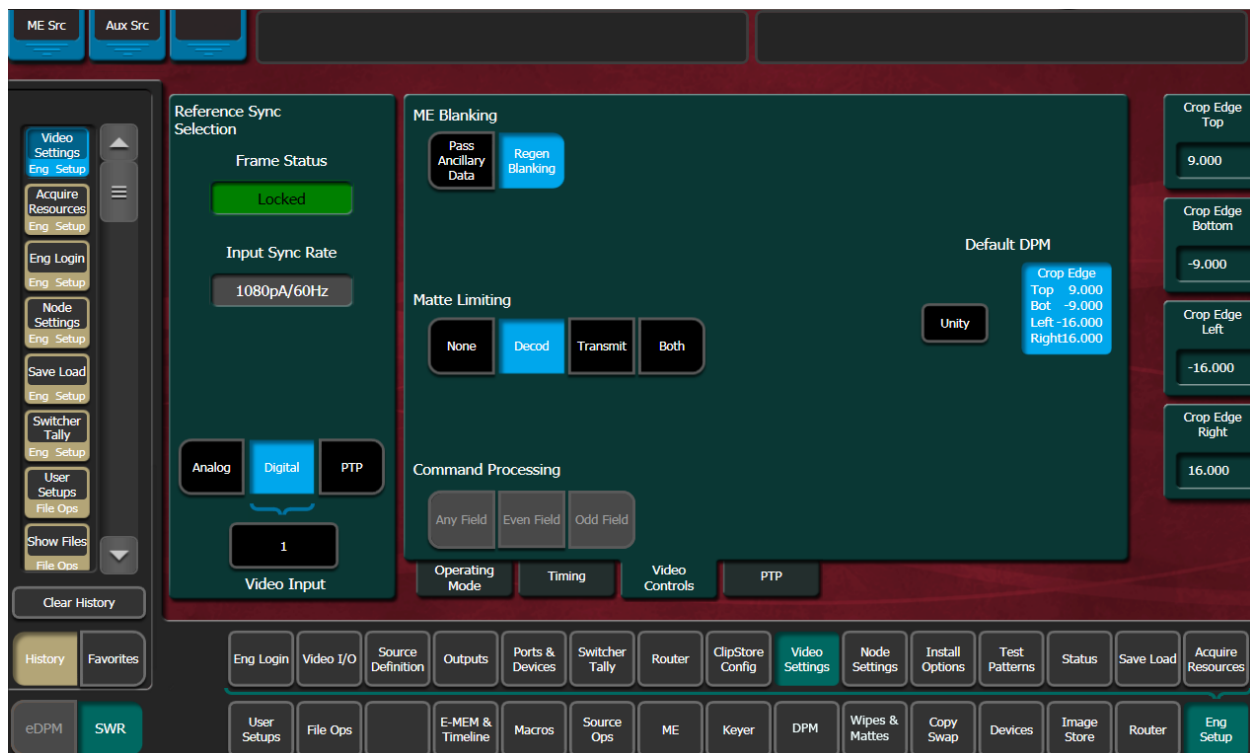 ME Src
Aux Src
Video
Settings
Eng Setup
Acquire
Resources
Eng Setup
Eng Login
Eng Setup
Node
Settings
Eng Setup
Save Load
Eng Setup
Switcher
Tally
Eng Setup
User
Setups
File Ops
Show Files
File Ops
Clear History
History
Favorites
eDPM
SWR
Reference Sync
Selection
Frame Status
Locked
Input Sync Rate
1080pA/60Hz
Analog
Digital
PTP
1
Video Input
ME Blanking
Pass
Ancillary
Data
Regen
Blanking
Matte Limiting
None
Decod
Transmit
Both
Default DPM
Unity
Crop Edge
Top 9.000
Bot -9.000
Left -16.000
Right16.000
Command Processing
Any Field
Even Field
Odd Field
Operating
Mode
Timing
Video
Controls
PTP
Crop Edge
Top
9.000
Crop Edge
Bottom
-9.000
Crop Edge
Left
-16.000
Crop Edge
Right
16.000
Eng Login
Video I/O
Source
Definition
Outputs
Ports &
Devices
Switcher
Tally
Router
ClipStore
Config
Video
Settings
Node
Settings
Install
Options
Test
Patterns
Status
Save Load
Acquire
Resources
User
Setups
File Ops
E-MEM &
Timeline
Macros
Source
Ops
ME
Keyer
DPM
Wipes &
Mattes
Copy
Swap
Devices
Image
Store
Router
Eng
Setup